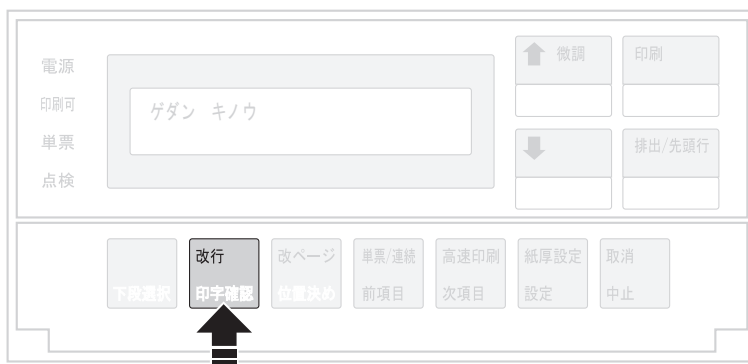 電源
印刷可
単票
点検
ゲダン キノウ
微調
印刷
排出/先頭行
下段選択
改行
印字確認
改ページ
位置決め
単票/連続
前項目
高速印刷
次項目
紙厚設定
設定
取消
中止